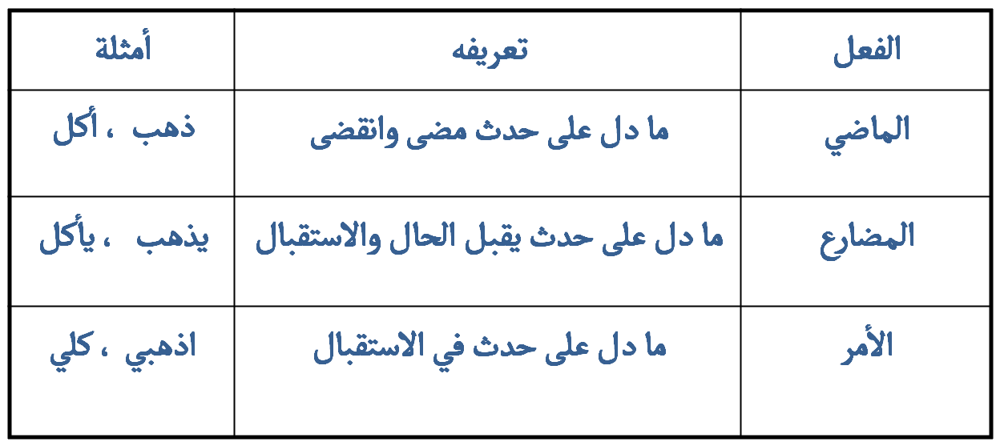 الفعل تعريفه أمثلة
الماضي ما دل على حدث مضى وانقضى ذهب ، أكل
المضارع ما دل على حدث يقبل الحال والاستقبال يذهب ، يأكل
الأمر ما دل على حدث في الاستقبال اذهبي ، كلي